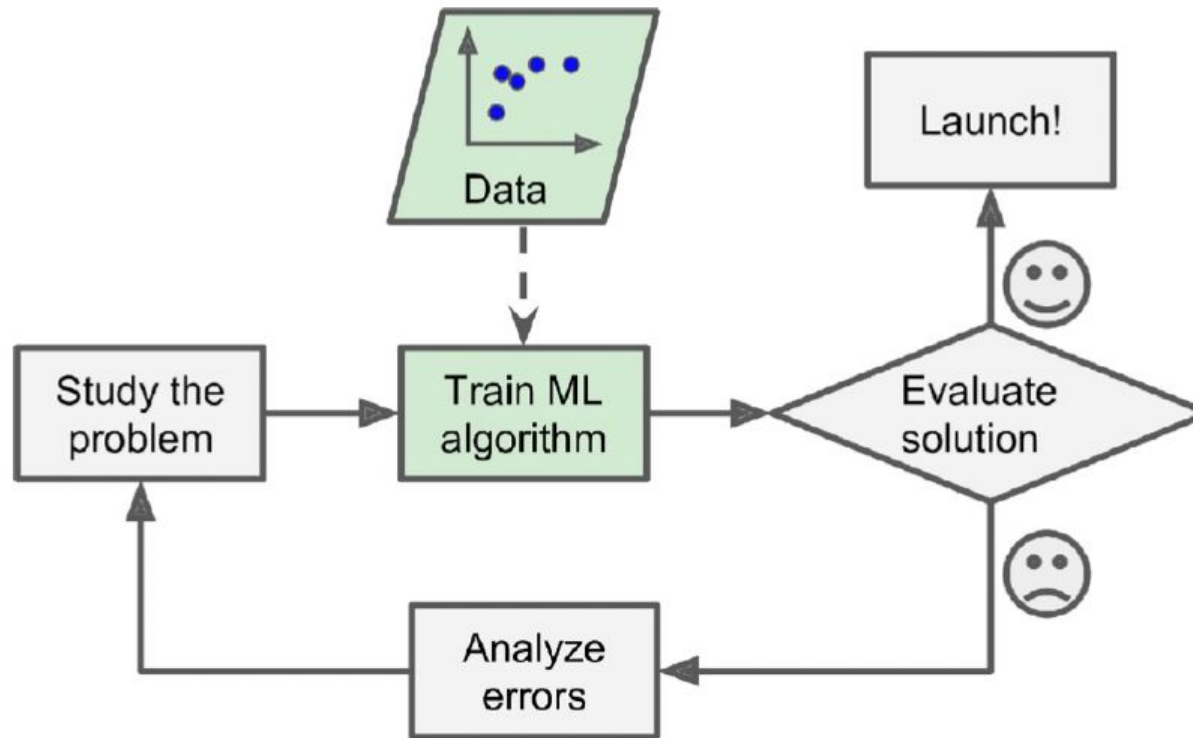 Data
Launch!
Study the
problem
Train ML
algorithm
Evaluate
solution
Analyze
errors